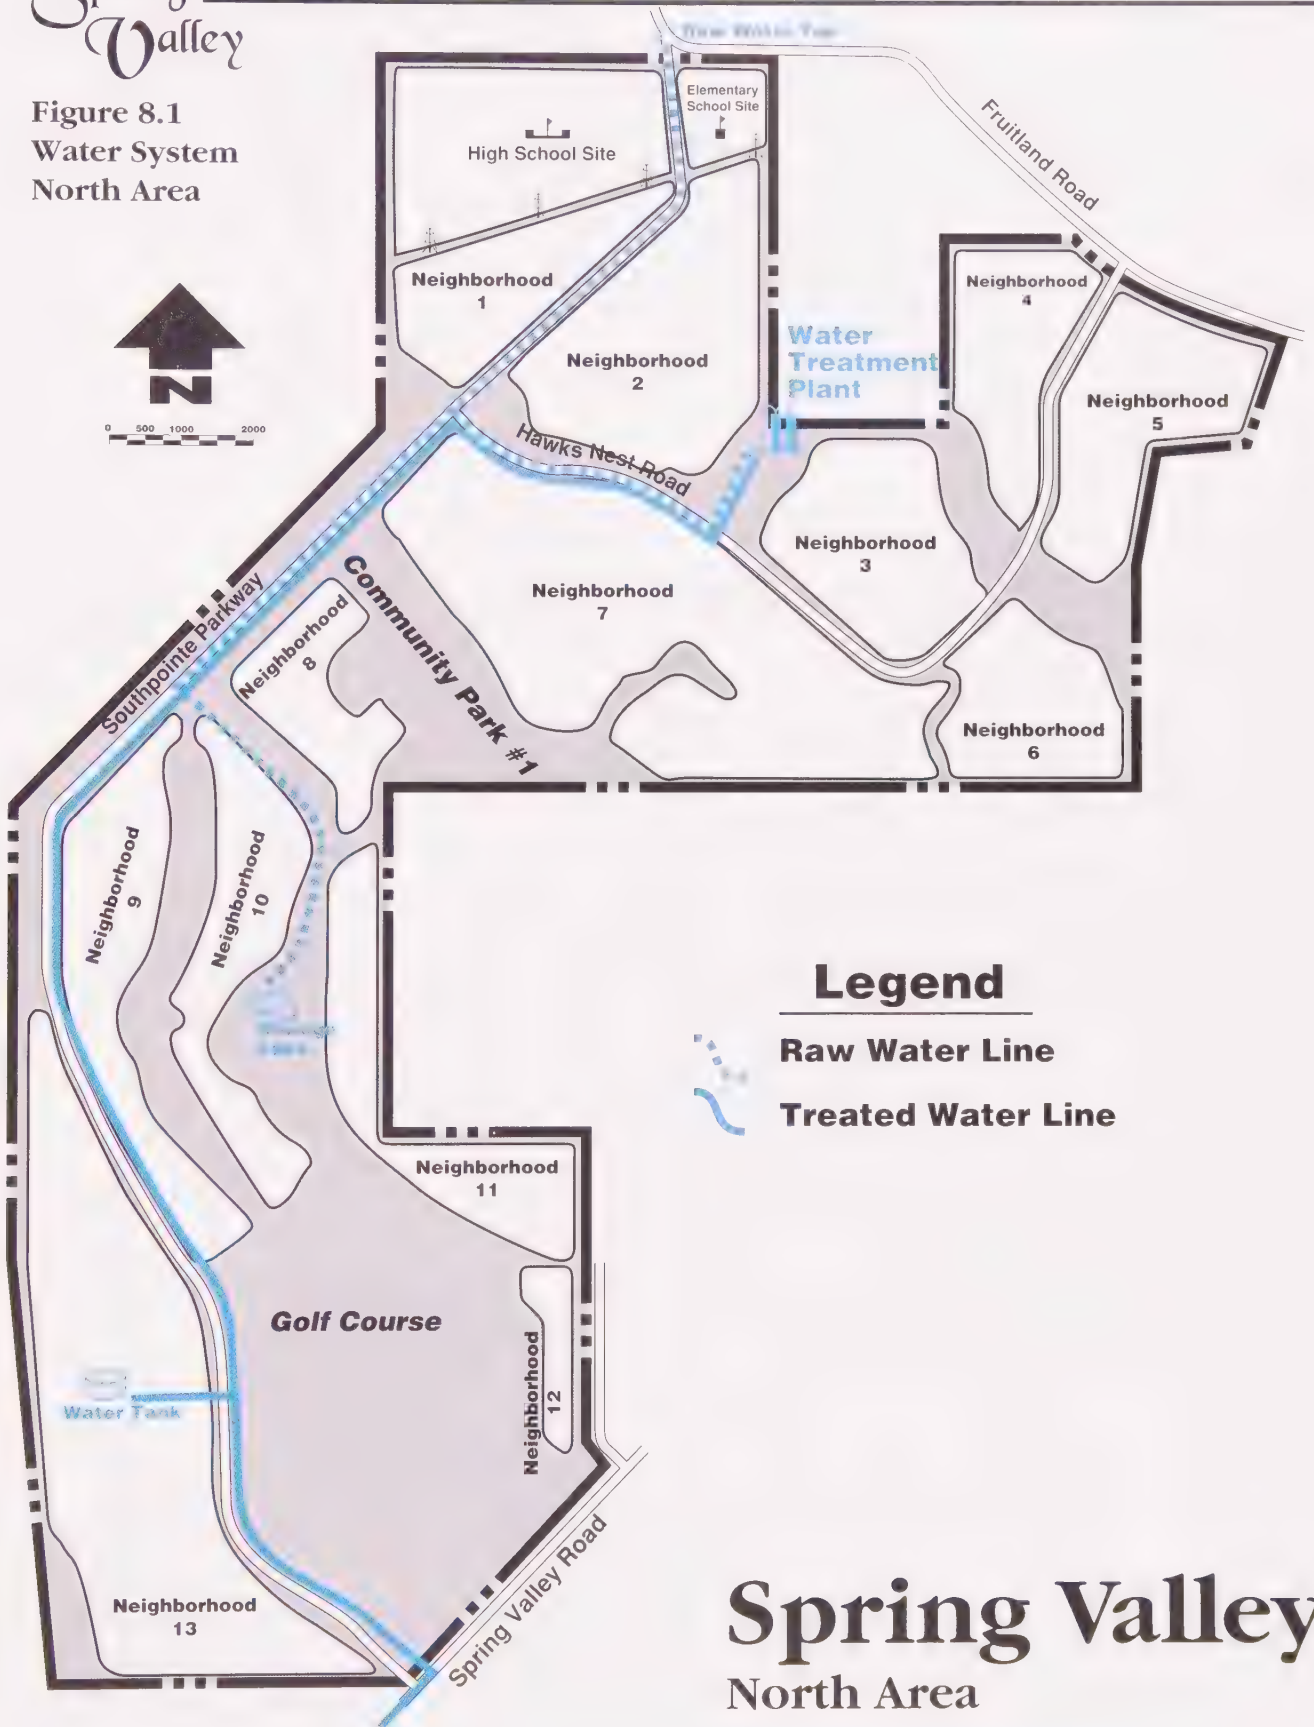 Valley
Figure 8.1
Water System
North Area
N
0 500 1000 2000
Elementary
School Site
High School Site
Fruitland Road
Neighborhood
1
Neighborhood
2
Neighborhood
4
Neighborhood
5
Water
Treatment
Plant
Hawks Nest Road
Neighborhood
3
Neighborhood
7
Community Park #1
Southpointe Parkway
Neighborhood
8
Neighborhood
6
Neighborhood
9
Neighborhood
10
Legend
Raw Water Line
Treated Water Line
Neighborhood
11
Golf Course
Neighborhood
12
Water Tank
Neighborhood
13
Spring Valley Road
Spring Valley
North Area